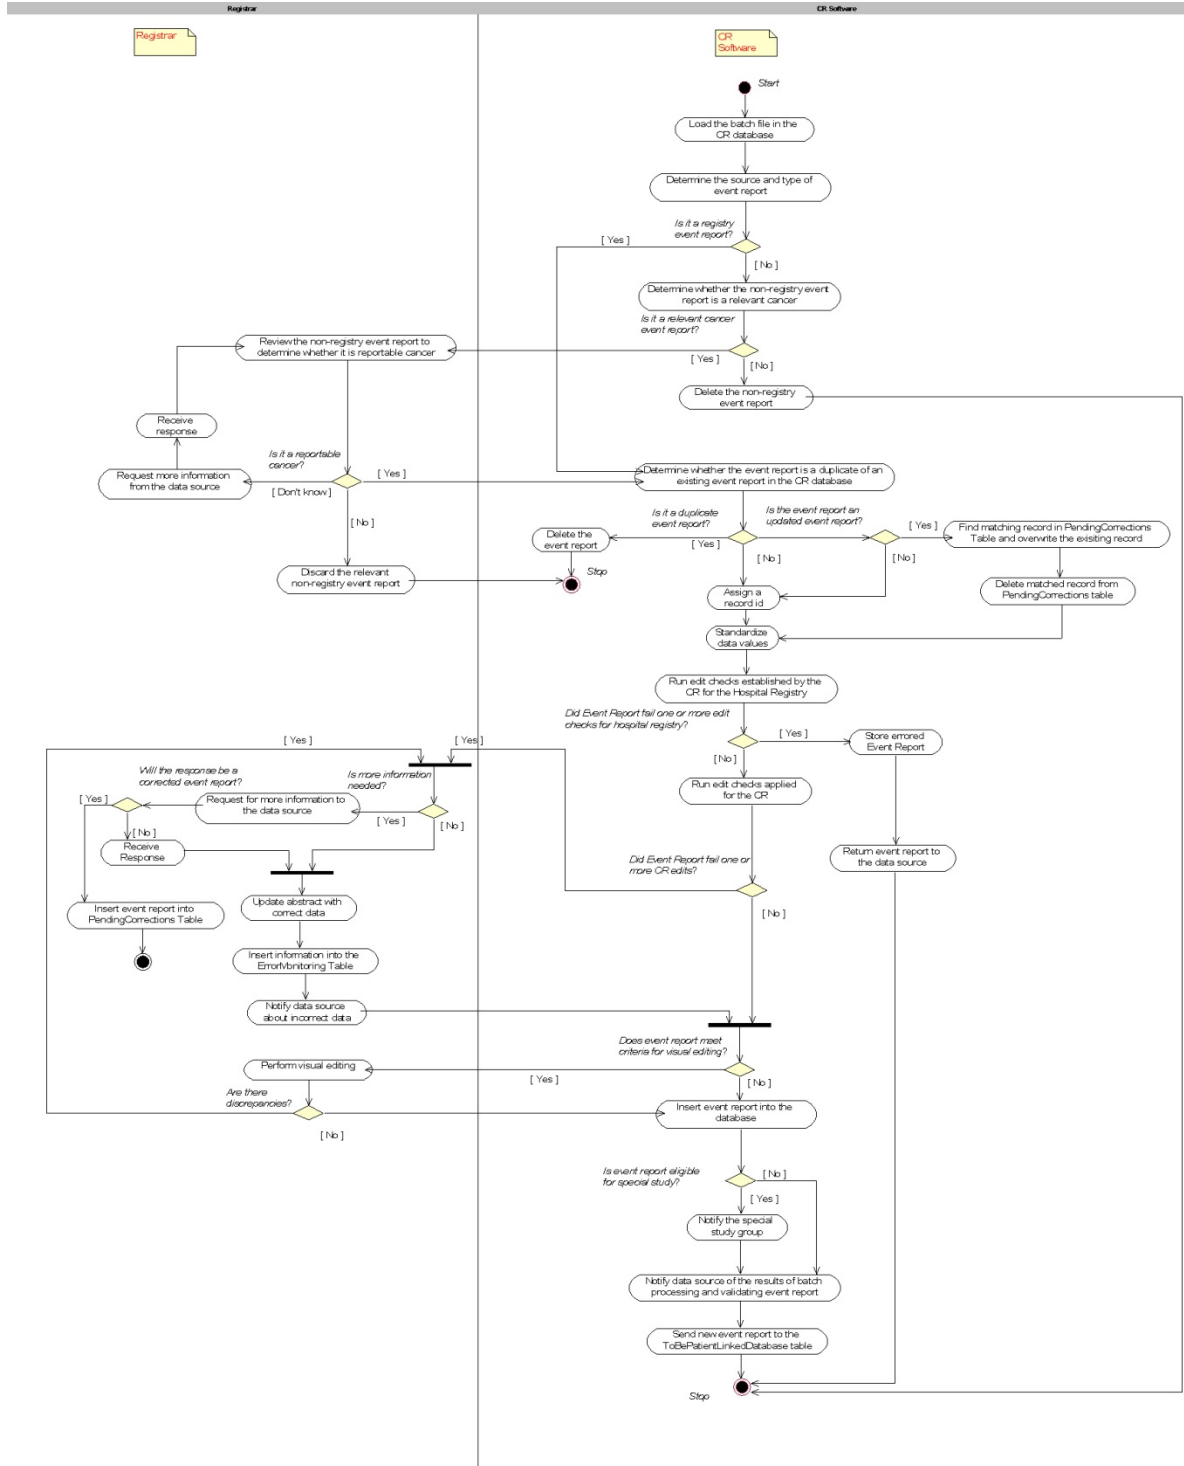 Registrar
CR Software
Registrar
CR
Software
Start
Load the batch file in the
CR database
Determine the source and type of
event report
Is it a registry
event report?
[ Yes ]
[ No ]
Determine whether the non-registry event
report is a relevant cancer
Is it a relevant cancer
event report?
Review the non-registry event report to
determine whether it is reportable cancer
[ Yes ]
[ No ]
Delete the non-registry
event report
Receive
response
Is it a reportable
cancer?
Request more information
from the data source
[ Don't know ]
[ Yes ]
[ No ]
Determine whether the event report is a duplicate of an
existing event report in the CR database
Is it a duplicate
event report?
Is the event report an
updated event report?
Delete the
event report
[ Yes ]
[ No ]
[ Yes ]
[ No ]
Find matching record in PendingCorrections
Table and overwrite the exisiting record
Discard the relevant
non-registry event report
Stop
Assign a
record id
Delete matched record from
PendingCorrections table
Standardize
data values
Run edit checks established by the
CR for the Hospital Registry
Did Event Report fail one or more edit
checks for hospital registry?
[ Yes ]
[ No ]
Store errored
Event Report
[ Yes ]
[ Yes ]
Will the response be a
corrected event report?
Is more information
needed?
Run edit checks applied
for the CR
[ Yes ]
Request for more information to
the data source
[ Yes ]
[ No ]
[ No ]
Receive
Response
Return event report to
the data source
Did Event Report fail one or
more CR edits?
[ No ]
Insert event report into
PendingCorrections Table
Update abstract with
correct data
Insert information into the
ErrorMonitoring Table
Notify data source
about incorrect data
Does event report meet
criteria for visual editing?
Perform visual editing
[ Yes ]
[ No ]
Are there
discrepancies?
[ No ]
Insert event report into the
database
Is event report eligible
for special study?
[ No ]
[ Yes ]
Notify the special
study group
Notify data source of the results of batch
processing and validating event report
Send new event report to the
ToBePatientLinkedDatabase table
Stop